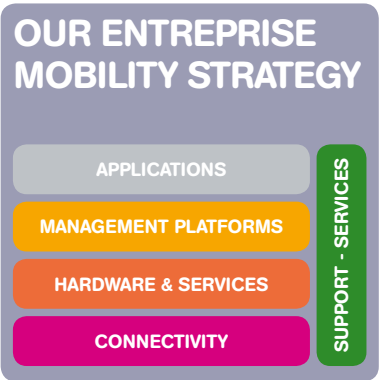 OUR ENTREPRISE
MOBILITY STRATEGY
APPLICATIONS
MANAGEMENT PLATFORMS
HARDWARE & SERVICES
CONNECTIVITY
SUPPORT - SERVICES